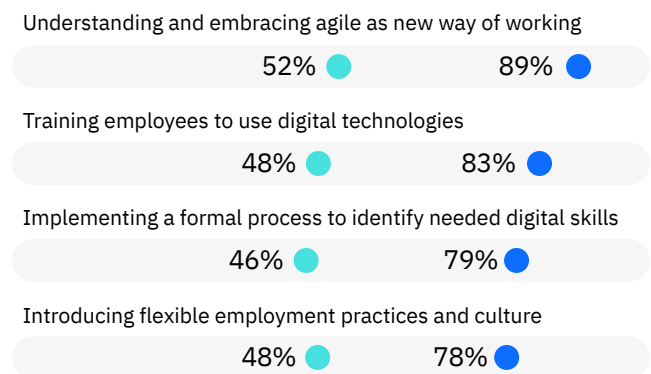 Understanding and embracing agile as new way of working
52% 89%
Training employees to use digital technologies
48% 83%
Implementing a formal process to identify needed digital skills
46% 79%
Introducing flexible employment practices and culture
48% 78%